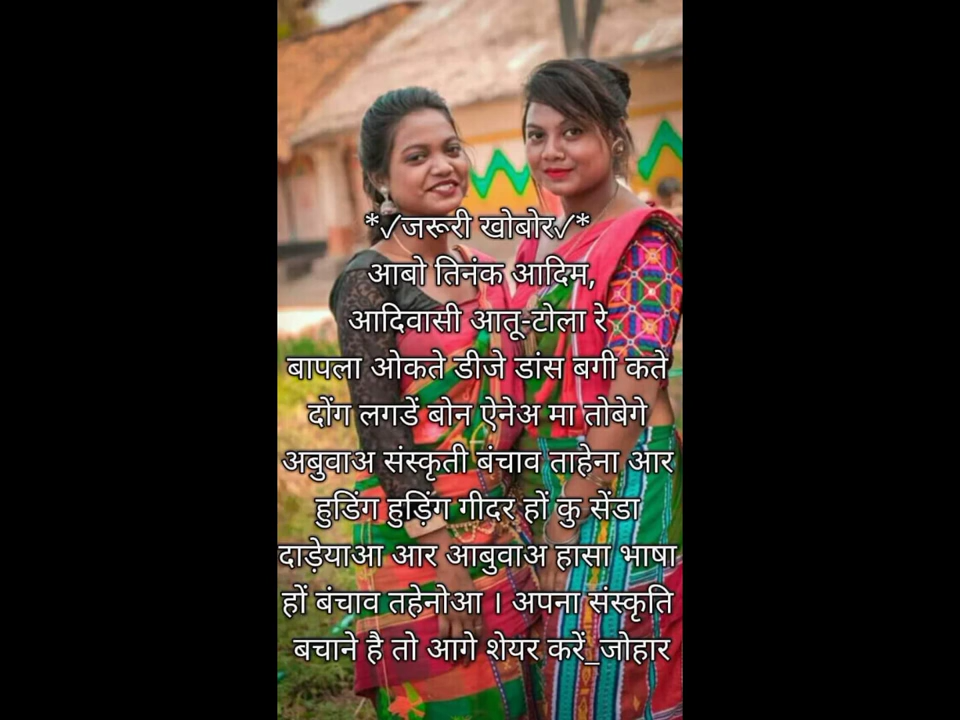 *✓जरूरी खोबोर✓*
आबो तिनंक आदिम,
आदिवासी आतू-टोला रे
बापला ओकते डीजे डांस बगी कते
दोंग लगडें बोन ऐनेअ मा तोबेगे
अबुवाअ संस्कृती बंचाव ताहेना आर
हुडिंग हुड़िंग गीदर हों कु सेंडा
दाड़ेयाआ आर आबुवाअ हासा भाषा
हों बंचाव तहेनोआ । अपना संस्कृति
बचाने है तो आगे शेयर करें_जोहार